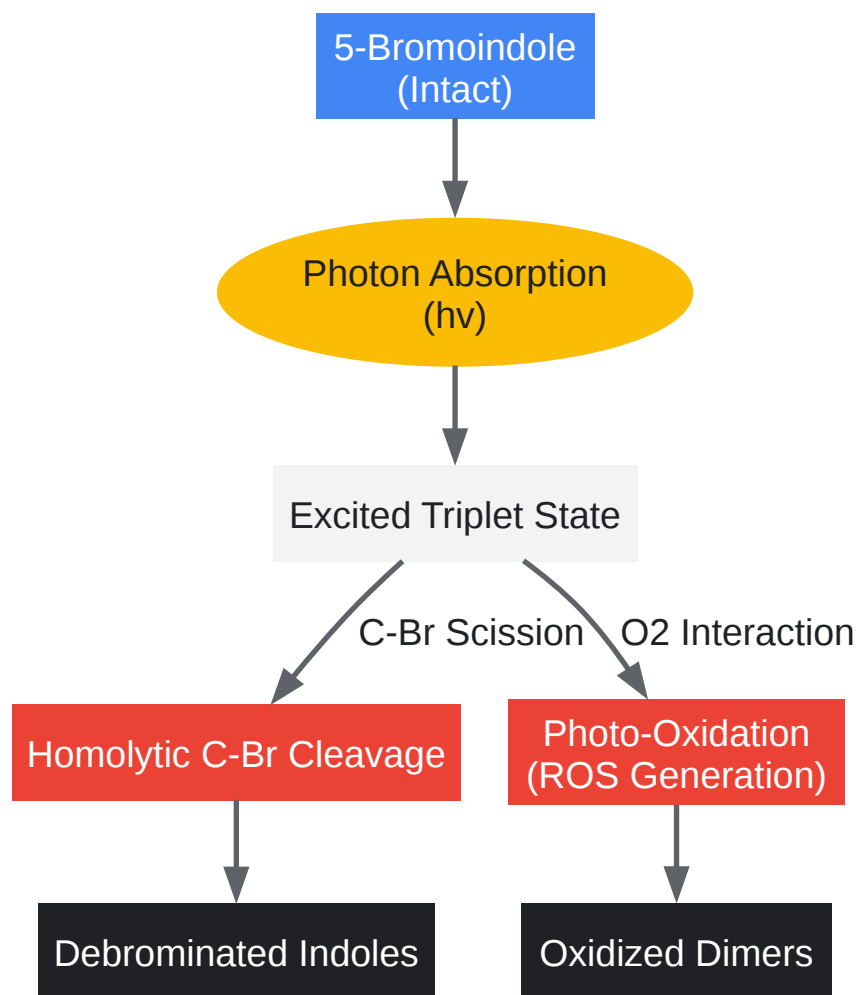 5-Bromoindole
(Intact)
Photon Absorption
(hv)
Excited Triplet State
C-Br Scission
O2 Interaction
Homolytic C-Br Cleavage
Photo-Oxidation
(ROS Generation)
Debrominated Indoles
Oxidized Dimers